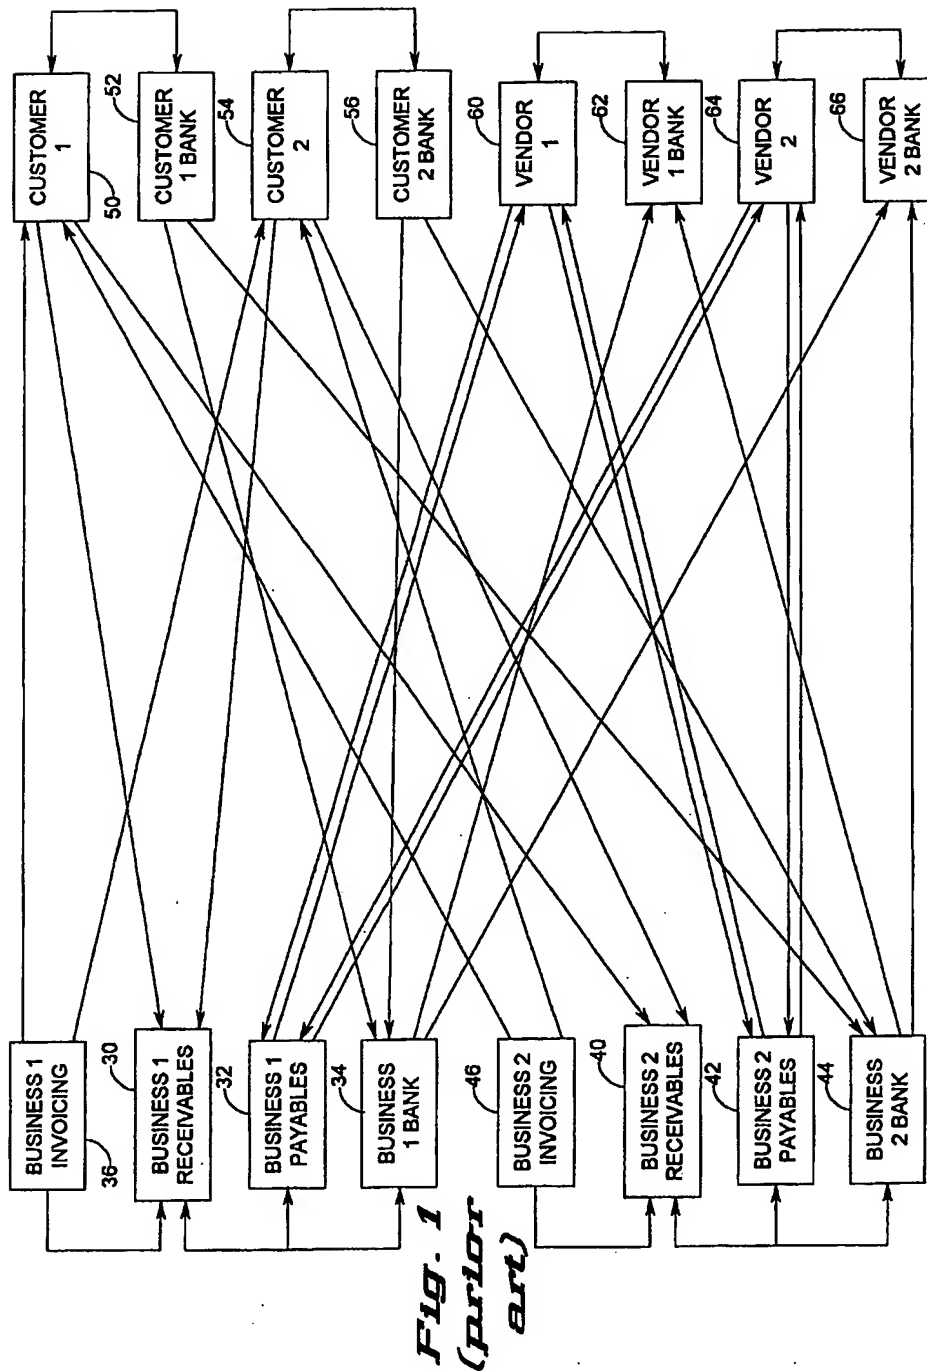 CUSTOMER
1
50
52
CUSTOMER
1 BANK
54
CUSTOMER
2
56
CUSTOMER
2 BANK
60
VENDOR
1
62
VENDOR
1 BANK
64
VENDOR
2
66
VENDOR
2 BANK
BUSINESS 1
INVOICING
36
30
BUSINESS 1
RECEIVABLES
32
BUSINESS 1
PAYABLES
34
BUSINESS
1 BANK
46
BUSINESS 2
INVOICING
40
BUSINESS 2
RECEIVABLES
42
BUSINESS 2
PAYABLES
44
BUSINESS
2 BANK
Fig. 1
(prior
art)